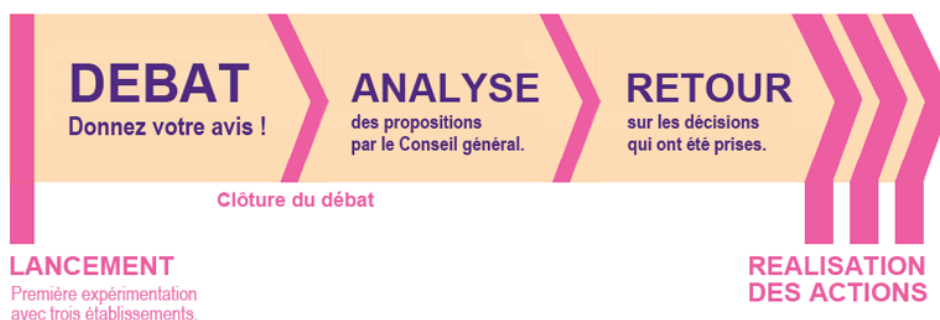 DEBAT
Donnez votre avis !
ANALYSE
des propositions
par le Conseil général.
RETOUR
sur les décisions
qui ont été prises.
Clôture du débat
LANCEMENT
Première expérimentation
avec trois établissements.
REALISATION
DES ACTIONS